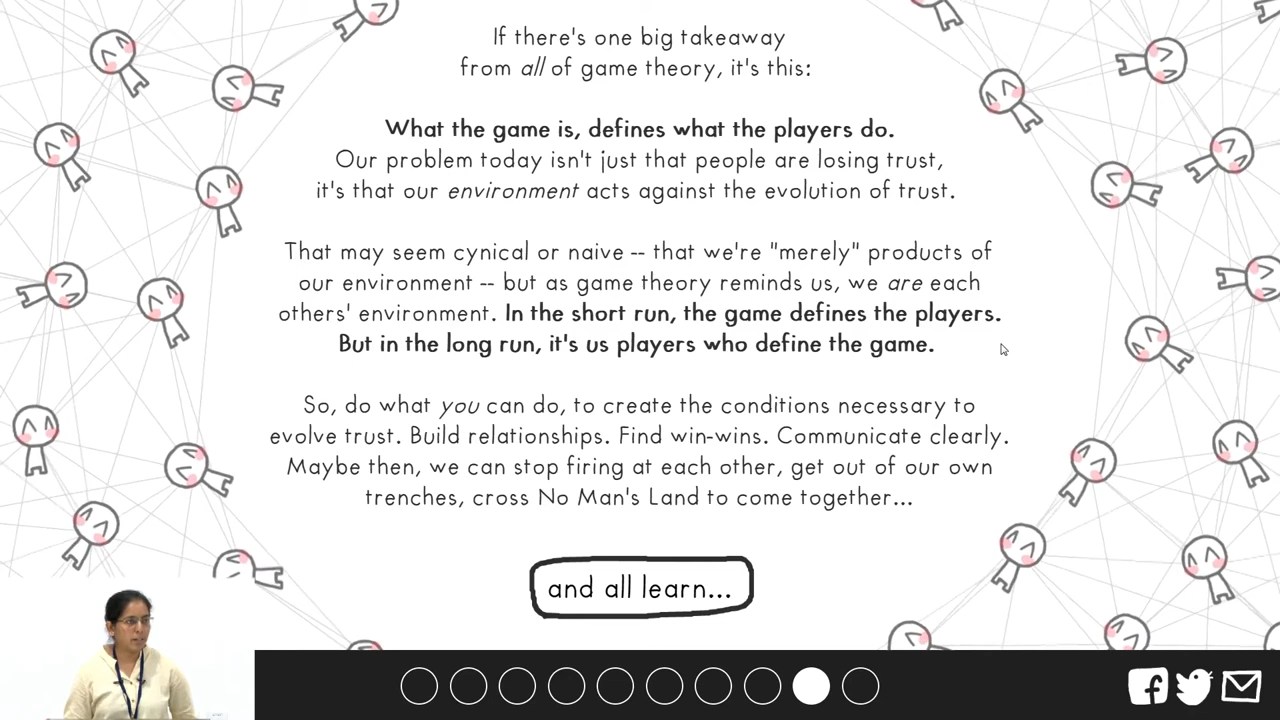 If there's one big takeaway
from all of game theory, it's this:
What the game is, defines what the players do.
Our problem today isn't just that people are losing trust,
it's that our environment acts against the evolution of trust.
That may seem cynical or naive -- that we're "merely" products of
our environment -- but as game theory reminds us, we are each
others' environment. In the short run, the game defines the players.
But in the long run, it's us players who define the game.
So, do what you can do, to create the conditions necessary to
evolve trust. Build relationships. Find win-wins. Communicate clearly.
Maybe then, we can stop firing at each other, get out of our own
trenches, cross No Man's Land to come together...
and all learn...